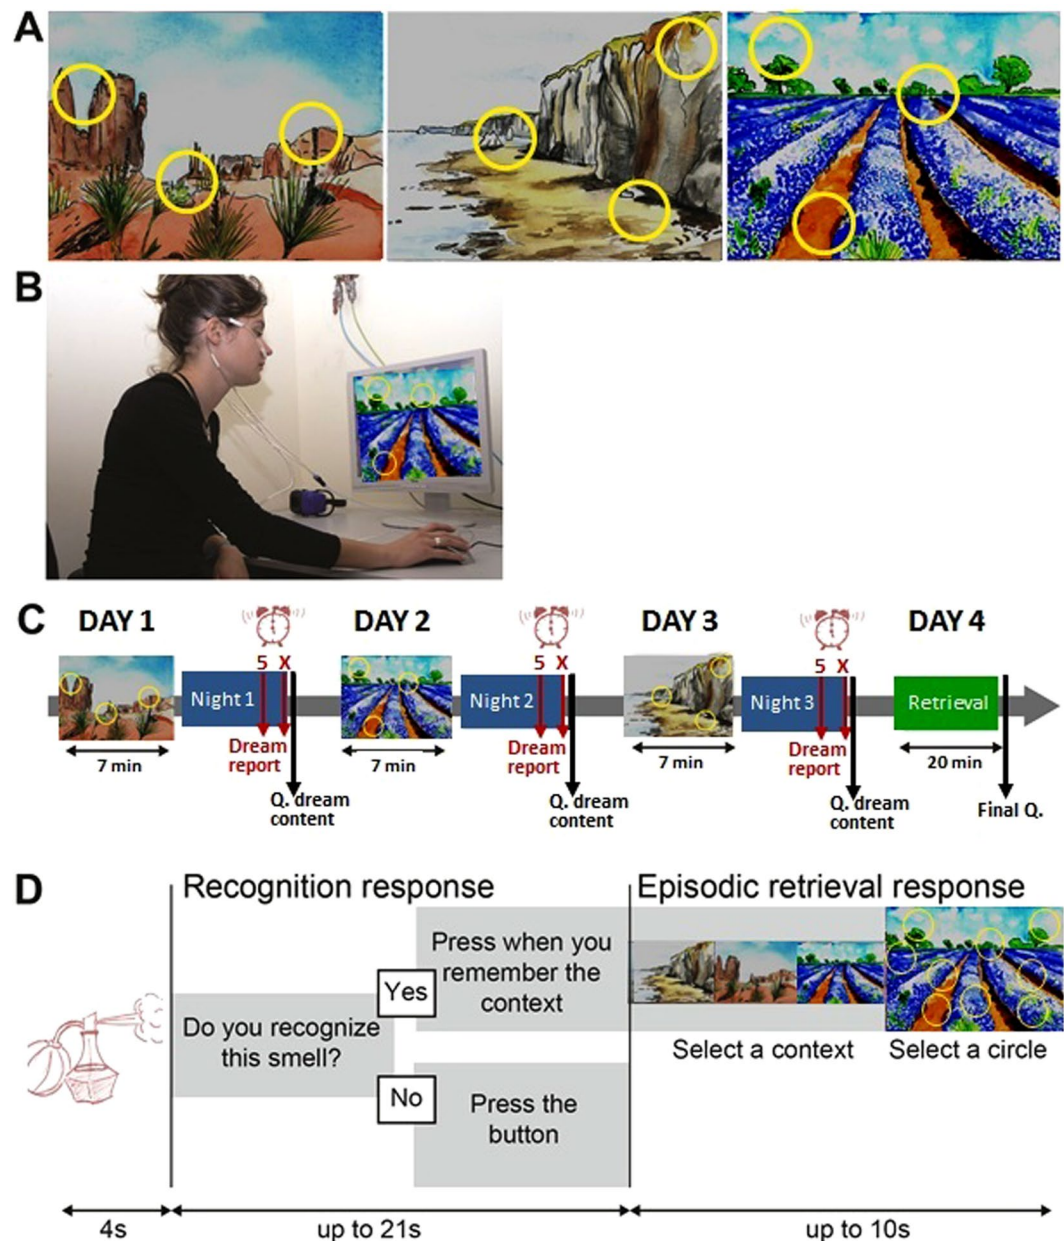 A
B
C
DAY 1
DAY 2
DAY 3
DAY 4
5 X
5 X
5 X
Night 1
Night 2
Night 3
Retrieval
7 min
Dream
report
7 min
Dream
report
7 min
Dream
report
20 min
Q. dream
content
Q. dream
content
Q. dream
content
Final Q.
D
Recognition response
Episodic retrieval response
Do you recognize
this smell?
Yes
Press when you
remember the
context
No
Press the
button
Select a context
Select a circle
4s
up to 21s
up to 10s